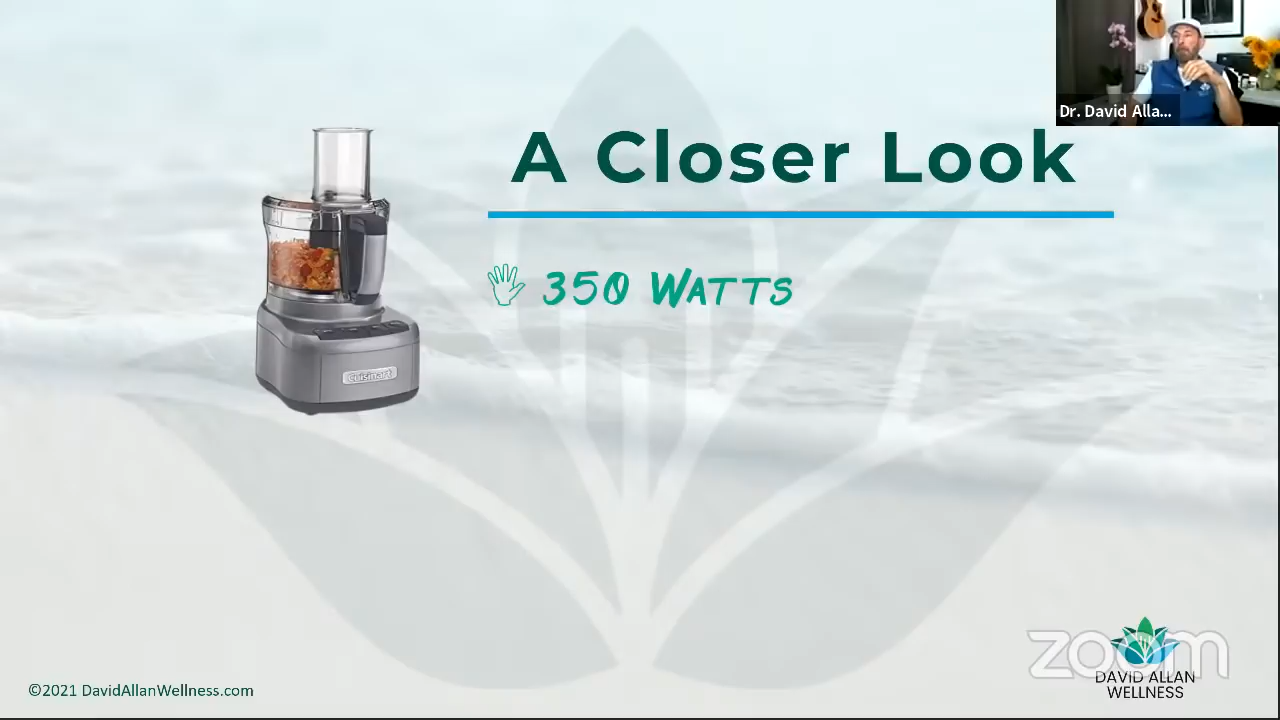 Dr. David Alla...
A Closer Look
350 WATTS
Cuisinart
zoom
DAVID ALLAN
WELLNESS
©2021 DavidAllanWellness.com